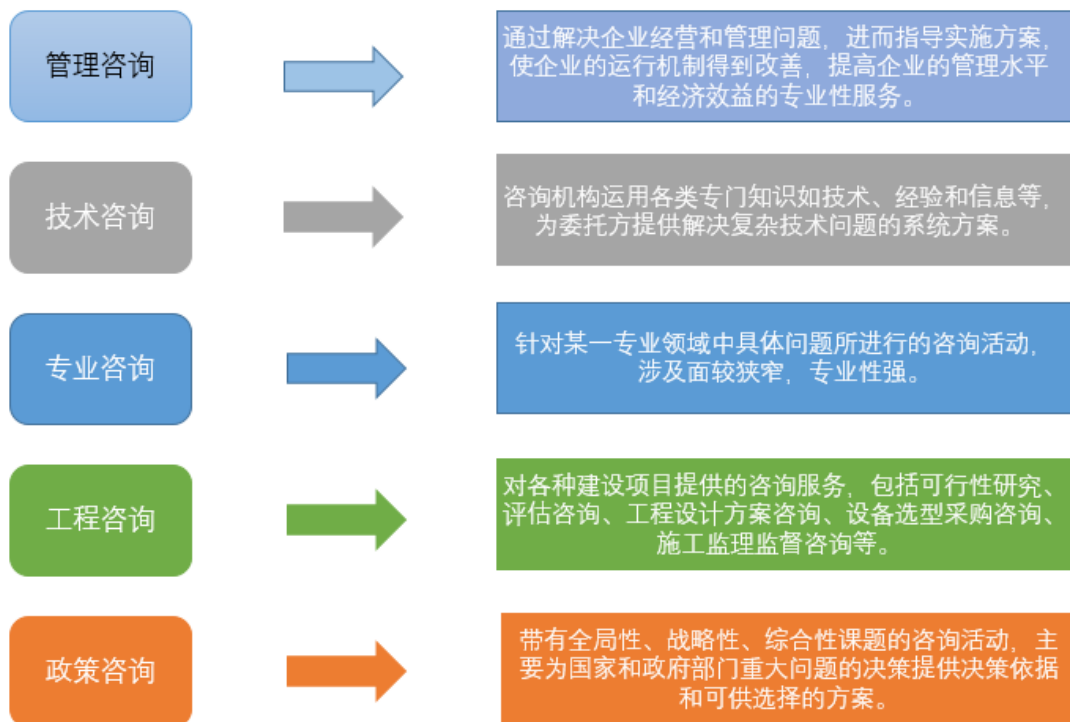 管理咨询
通过解决企业经营和管理问题，进而指导实施方案，
使企业的运行机制得到改善，提高企业的管理水平
和经济效益的专业性服务。
技术咨询
咨询机构运用各类专门知识如技术、经验和信息等，
为委托方提供解决复杂技术问题的系统方案。
专业咨询
针对某一专业领域中具体问题所进行的咨询活动，
涉及面较狭窄，专业性强。
工程咨询
对各种建设项目提供的咨询服务，包括可行性研究、
评估咨询、工程设计方案咨询、设备选型采购咨询、
施工监理监督咨询等。
政策咨询
带有全局性、战略性、综合性课题的咨询活动，主
要为国家和政府部门重大问题的决策提供决策依据
和可供选择的方案。